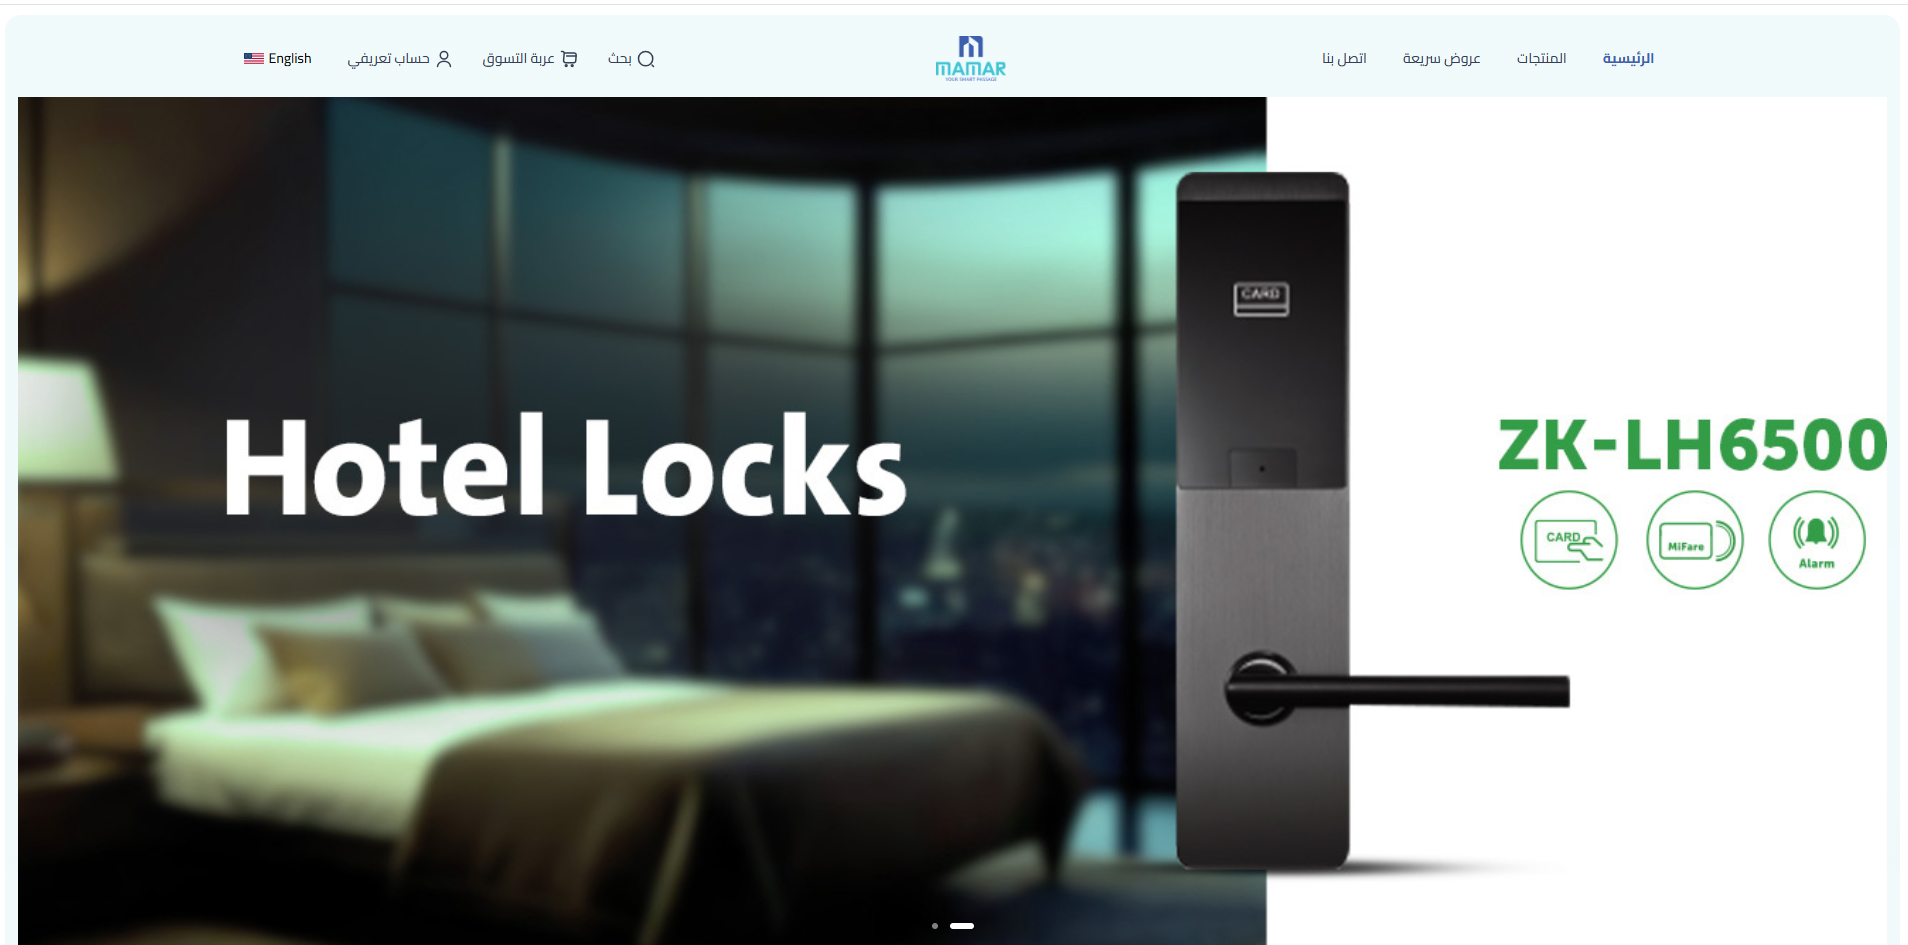 الرئيسية
المنتجات
عروض سريعة
اتصل بنا
MAMAR
YOUR SMART PASSAGE
بحث
عربة التسوق
حساب تعريفي
English
Hotel Locks
CARD
ZK-LH6500
CARD
MiFare
Alarm